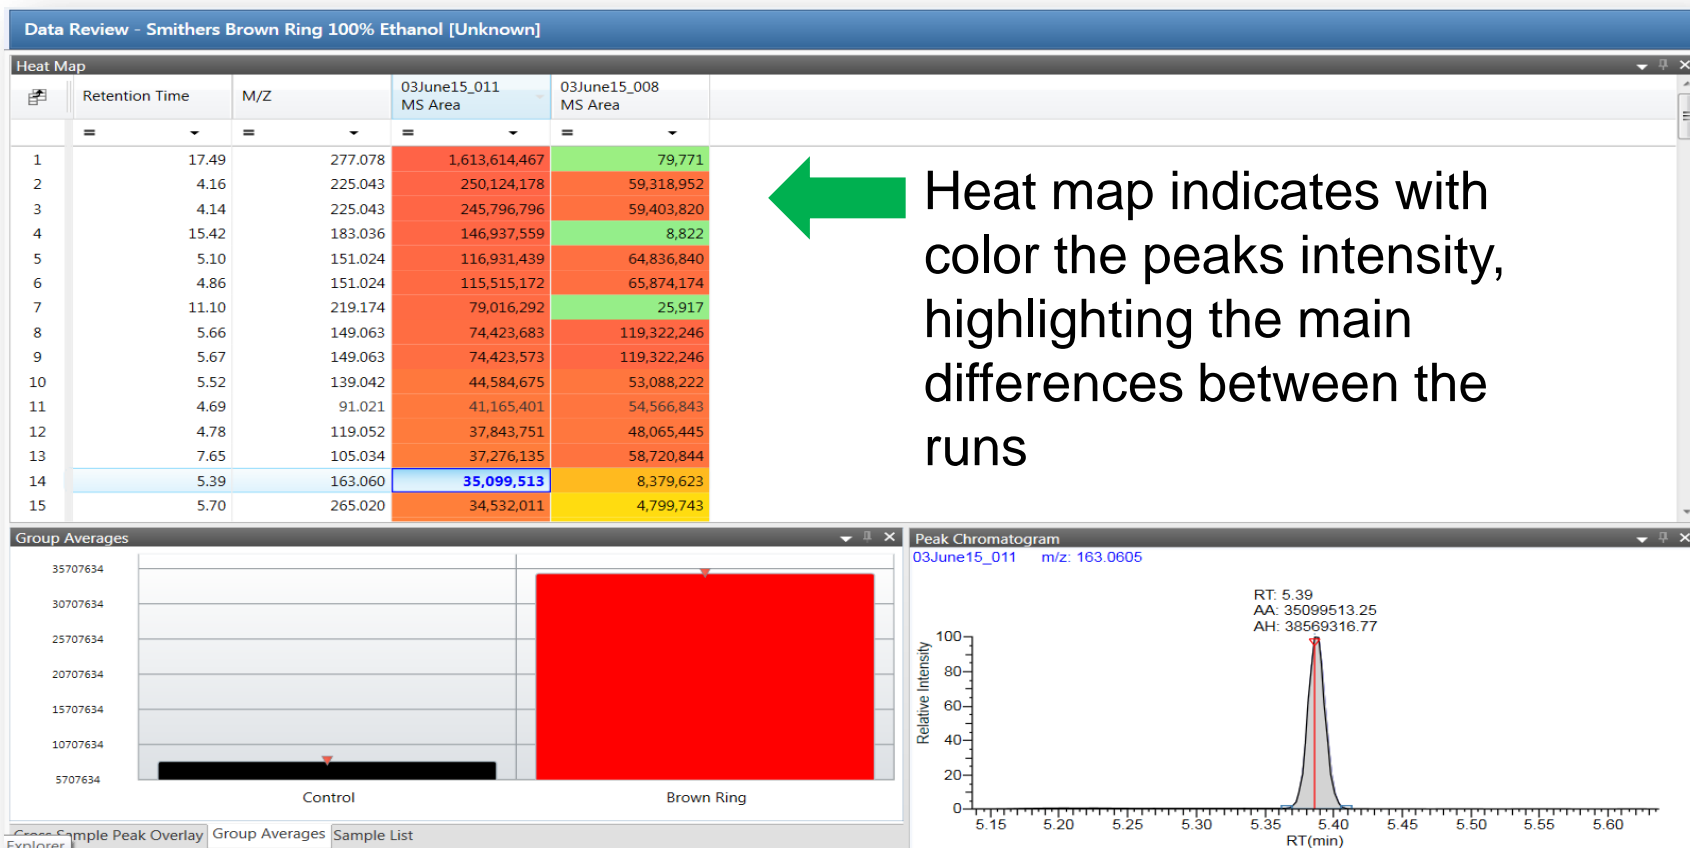 Data Review - Smithers Brown Ring 100% Ethanol [Unknown]
Heat Map
Retention Time M/Z 03June15_011 MS Area 03June15_008 MS Area
= = = =
1 17.49 277.078 1,613,614,467 79,771
2 4.16 225.043 250,124,178 59,318,952
3 4.14 225.043 245,796,796 59,403,820
4 15.42 183.036 146,937,559 8,822
5 5.10 151.024 116,931,439 64,836,840
6 4.86 151.024 115,515,172 65,874,174
7 11.10 219.174 79,016,292 25,917
8 5.66 149.063 74,423,683 119,322,246
9 5.67 149.063 74,423,573 119,322,246
10 5.52 139.042 44,584,675 53,088,222
11 4.69 91.021 41,165,401 54,566,843
12 4.78 119.052 37,843,751 48,065,445
13 7.65 105.034 37,276,135 58,720,844
14 5.39 163.060 35,099,513 8,379,623
15 5.70 265.020 34,532,011 4,799,743
Heat map indicates with
color the peaks intensity,
highlighting the main
differences between the
runs
Group Averages
35707634
30707634
25707634
20707634
15707634
10707634
5707634
Control Brown Ring
Cross Sample Peak Overlay Group Averages Sample List
Explorer
Peak Chromatogram
03June15_011 m/z: 163.0605
RT: 5.39
AA: 35099513.25
AH: 38569316.77
Relative Intensity
100
80
60
40
20
0
5.15 5.20 5.25 5.30 5.35 5.40 5.45 5.50 5.55 5.60
RT(min)